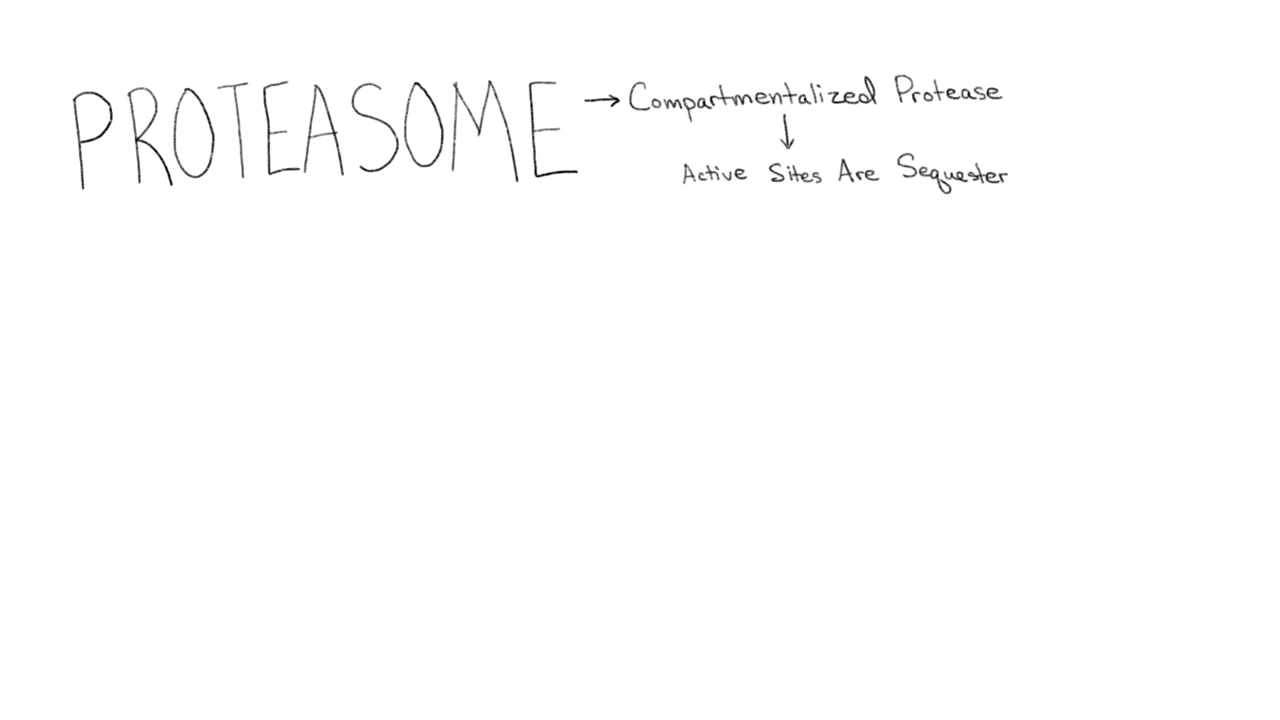 PROTEASOME → Compartmentalized Protease
↓
Active Sites Are Sequester